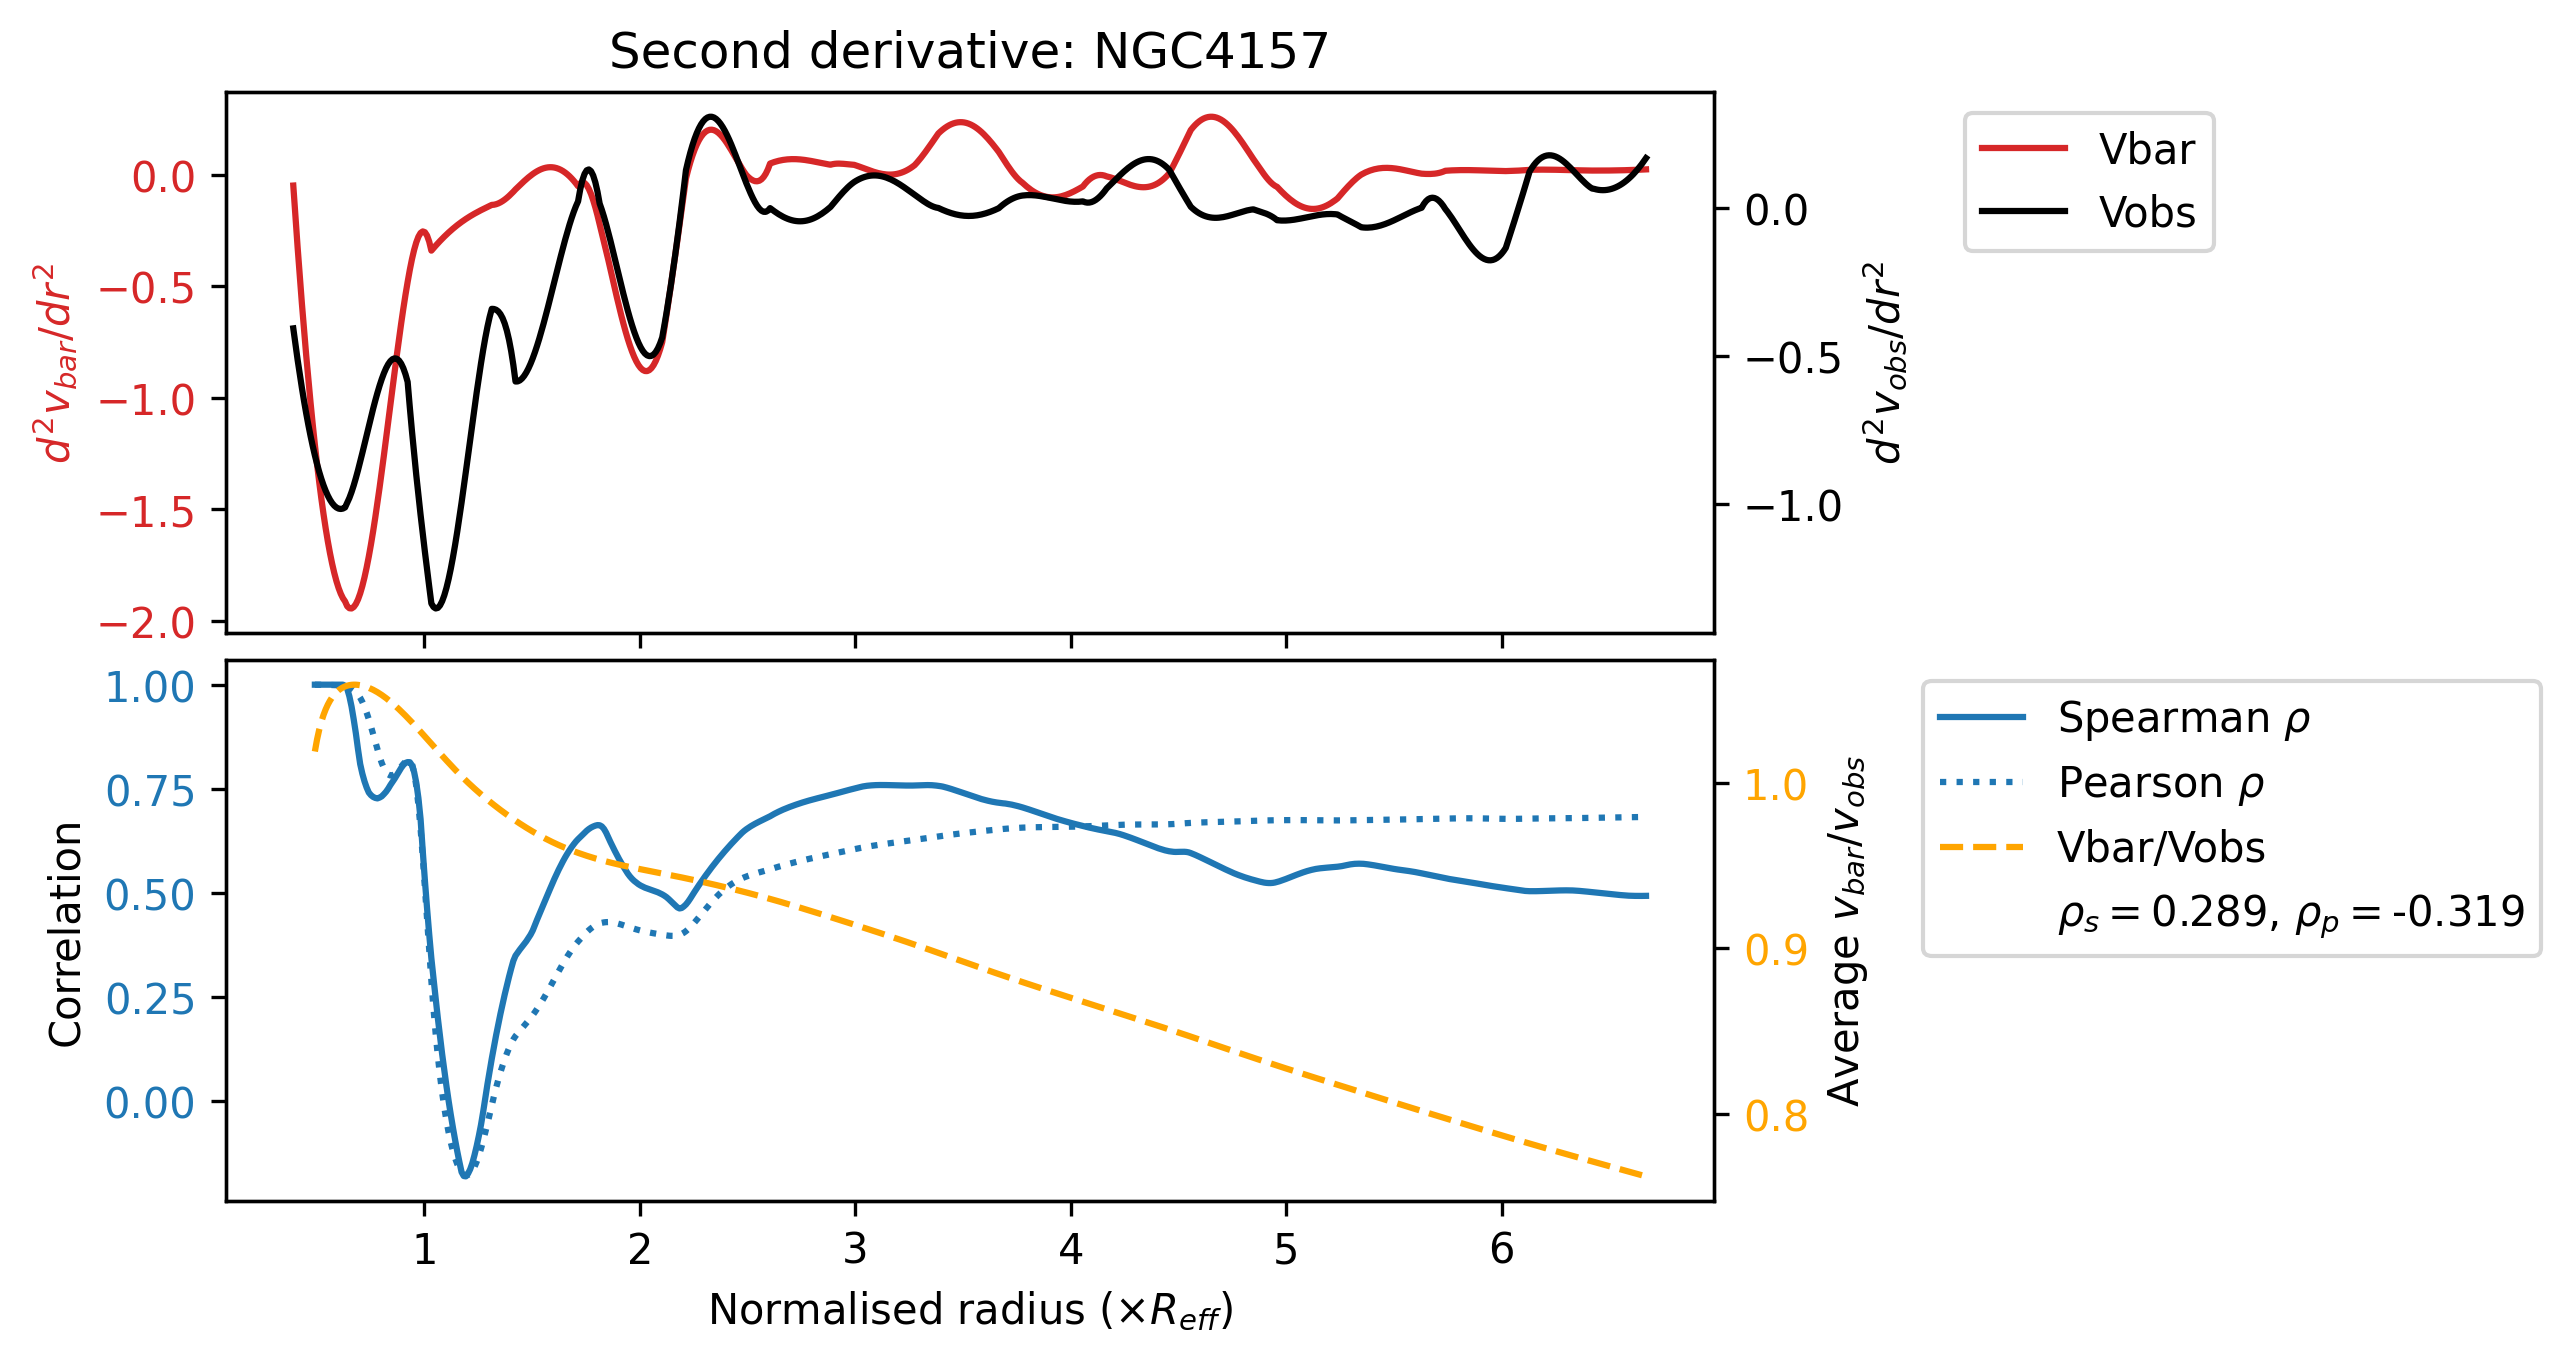 Second derivative: NGC4157
0.0
−0.5
−1.0
−1.5
−2.0
d²v_bar/dr²
0.0
−0.5
−1.0
d²v_obs/dr²
Vbar
Vobs
1.00
0.75
0.50
0.25
0.00
Correlation
1.0
0.9
0.8
Average v_bar/v_obs
Spearman ρ
Pearson ρ
Vbar/Vobs
ρ_s = 0.289, ρ_p = -0.319
1 2 3 4 5 6
Normalised radius (×R_eff)